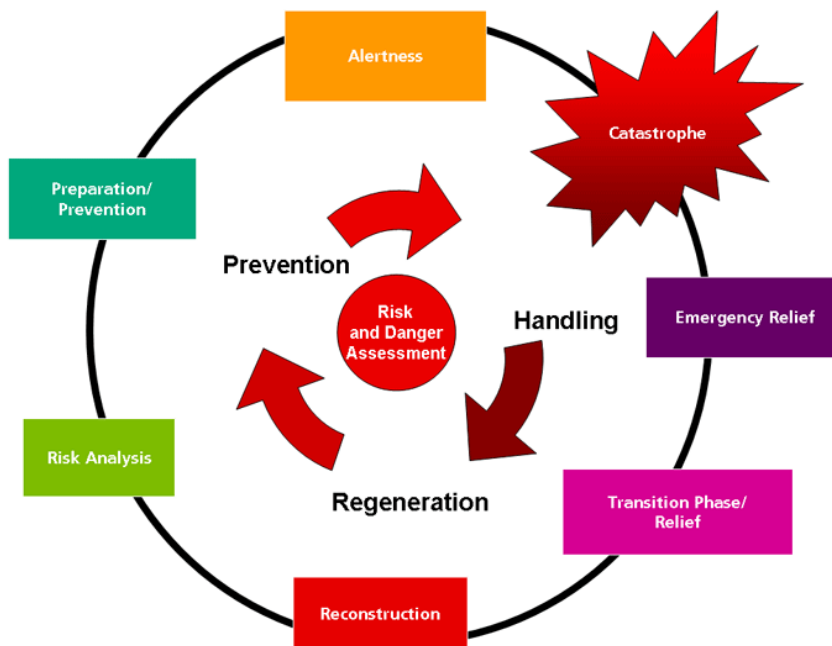 Alertness
Catastrophe
Preparation/
Prevention
Prevention
Risk
and Danger
Assessment
Handling
Emergency Relief
Risk Analysis
Regeneration
Transition Phase/
Relief
Reconstruction